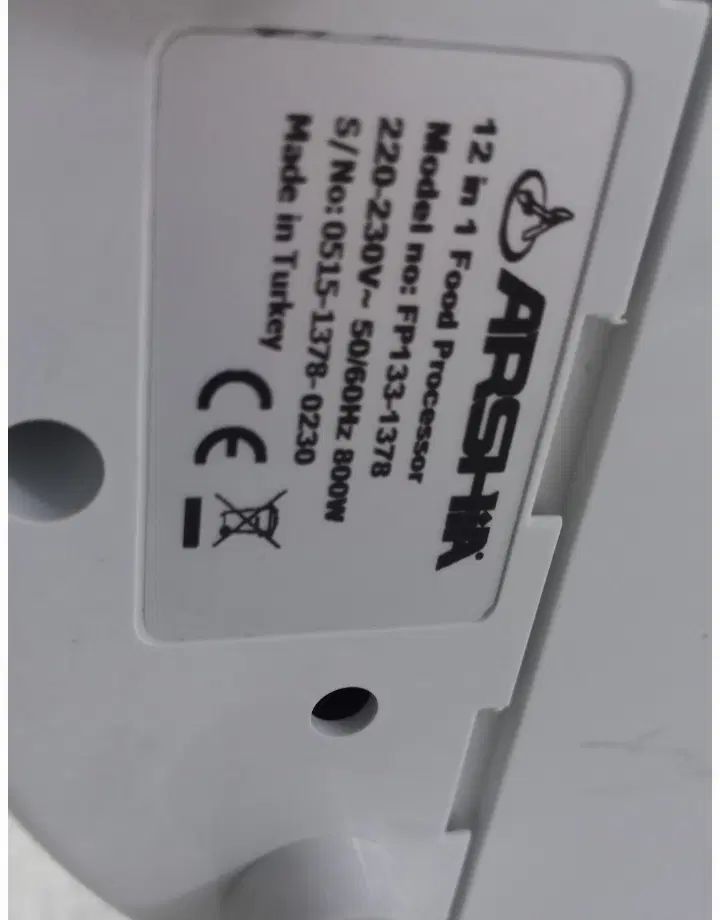 ARSHIA
12 in 1 Food Processor
Model no: FP133-1378
220-230V~ 50/60Hz 800W
S/No: 0515-1378-0230
Made in Turkey
CE